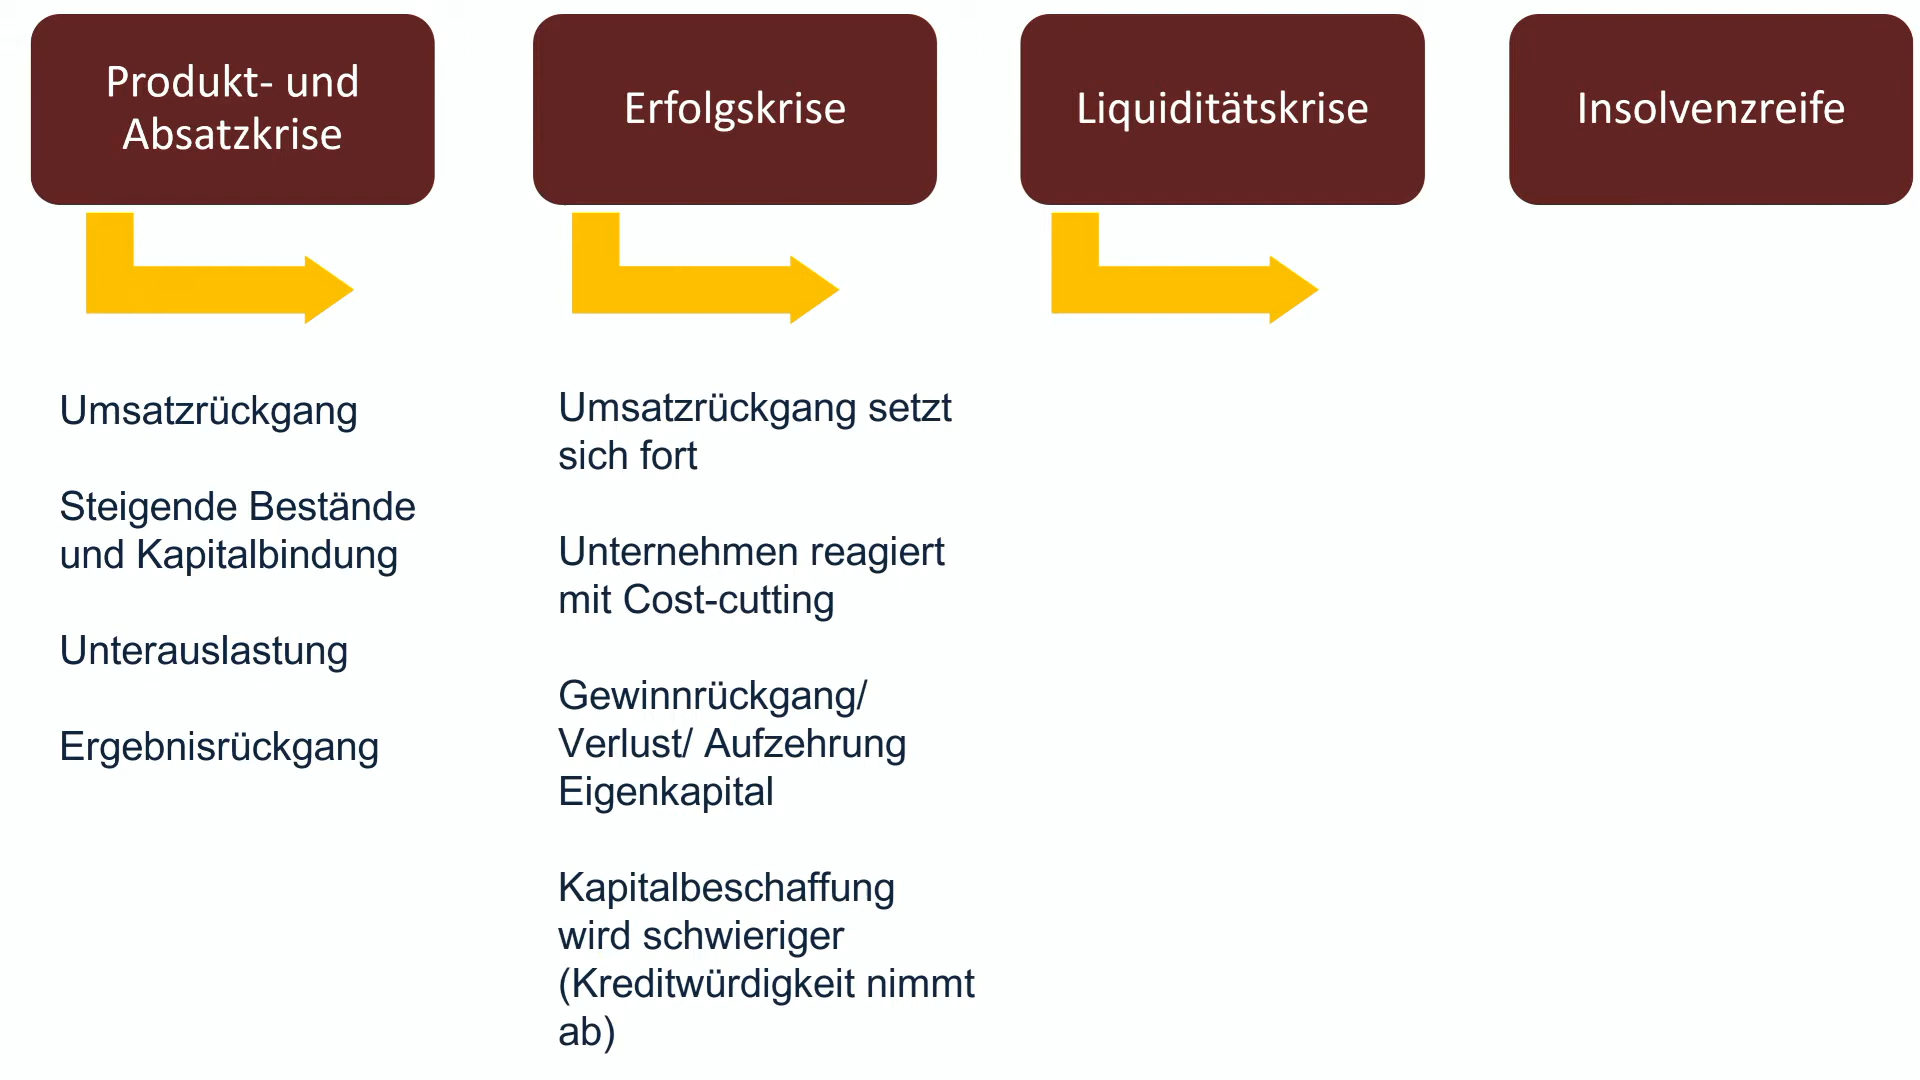 Produkt- und
Absatzkrise
Erfolgskrise
Liquiditätskrise
Insolvenzreife
Umsatzrückgang
Steigende Bestände
und Kapitalbindung
Unterauslastung
Ergebnisrückgang
Umsatzrückgang setzt
sich fort
Unternehmen reagiert
mit Cost-cutting
Gewinnrückgang/
Verlust/ Aufzehrung
Eigenkapital
Kapitalbeschaffung
wird schwieriger
(Kreditwürdigkeit nimmt
ab)